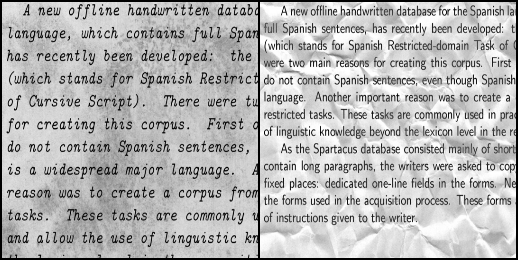 A new offline handwritten datab
language, which contains full Span
has recently been developed: the
(which stands for Spanish Restrict
of Cursive Script). There were tw
for creating this corpus. First o
do not contain Spanish sentences,
is a widespread major language. A
reason was to create a corpus from
tasks. These tasks are commonly u
and allow the use of linguistic kn
A new offline handwritten database for the Spanish la
full Spanish sentences, has recently been developed: t
(which stands for Spanish Restricted-domain Task of C
were two main reasons for creating this corpus. First
do not contain Spanish sentences, even though Spanish
language. Another important reason was to create a
restricted tasks. These tasks are commonly used in prac
of linguistic knowledge beyond the lexicon level in the re
As the Spartacus database consisted mainly of short
contain long paragraphs, the writers were asked to copy
fixed places: dedicated one-line fields in the forms. Ne
the forms used in the acquisition process. These forms
of instructions given to the writer.